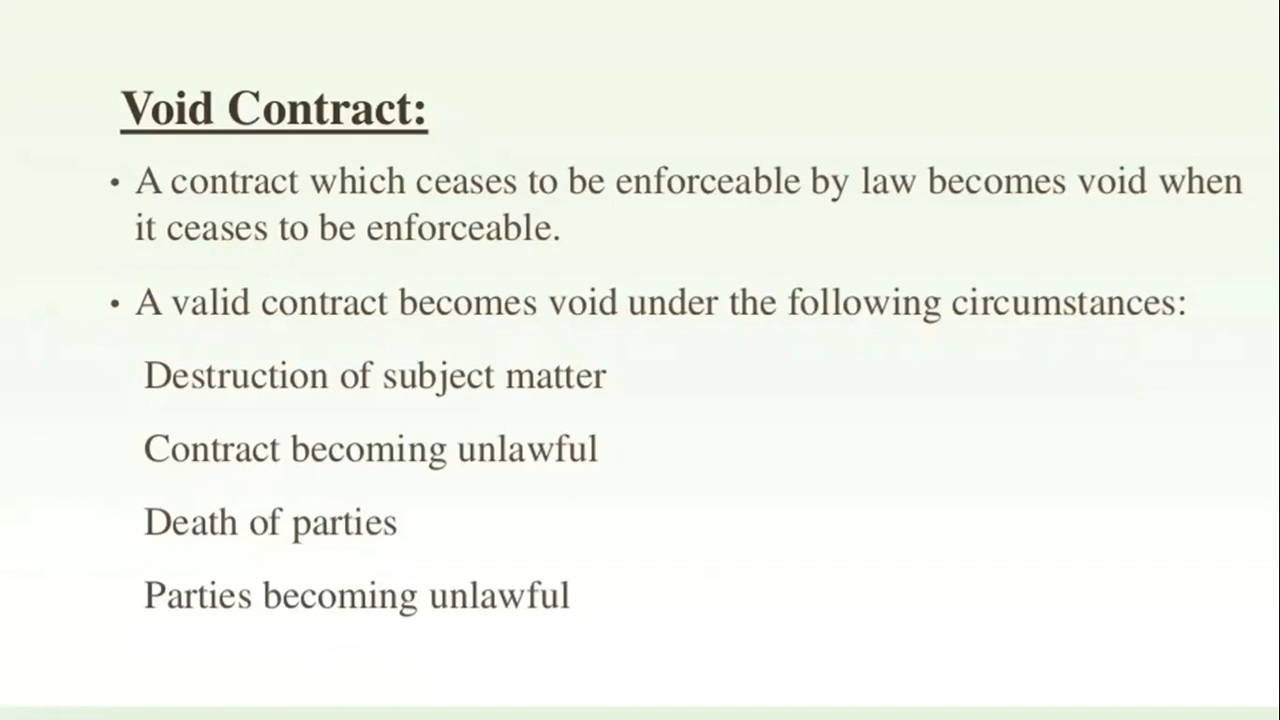 Void Contract:
• A contract which ceases to be enforceable by law becomes void when
it ceases to be enforceable.
• A valid contract becomes void under the following circumstances:
Destruction of subject matter
Contract becoming unlawful
Death of parties
Parties becoming unlawful